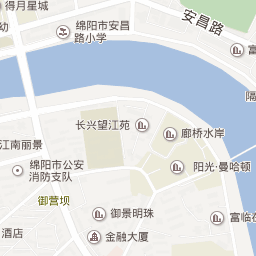 得月星城
幼
绵阳市安昌
路小学
安昌路
隔
长兴望江苑
廊桥水岸
江南丽景
绵阳市公安
消防支队
阳光·曼哈顿
御营坝
御景明珠
富临
酒店
金融大厦